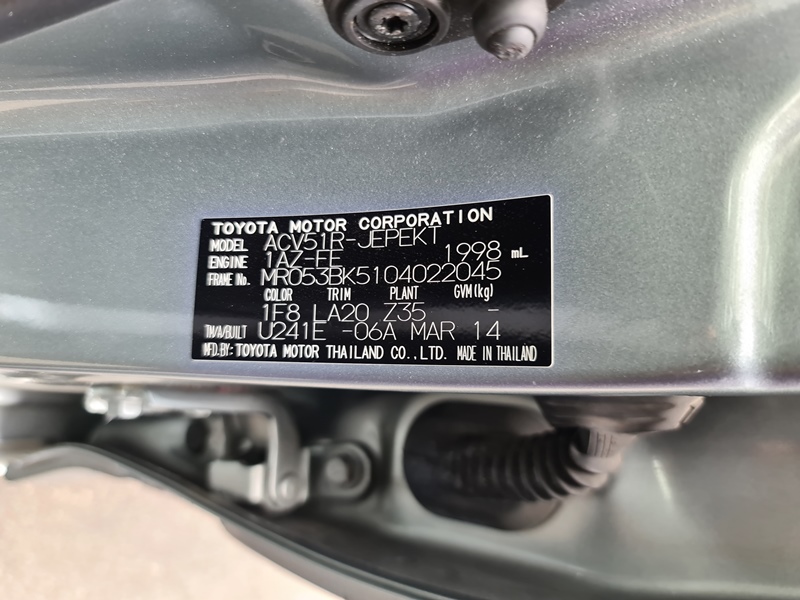 TOYOTA MOTOR CORPORATION
MODEL ACV51R-JEPEKT
ENGINE 1AZ-FE 1998 mL
FRAME No. MR053BK5104022045
COLOR TRIM PLANT GVM(kg)
1F8 LA20 Z35 -
TM/A/BUILT U241E -06A MAR 14
MFD.BY: TOYOTA MOTOR THAILAND CO.,LTD. MADE IN THAILAND